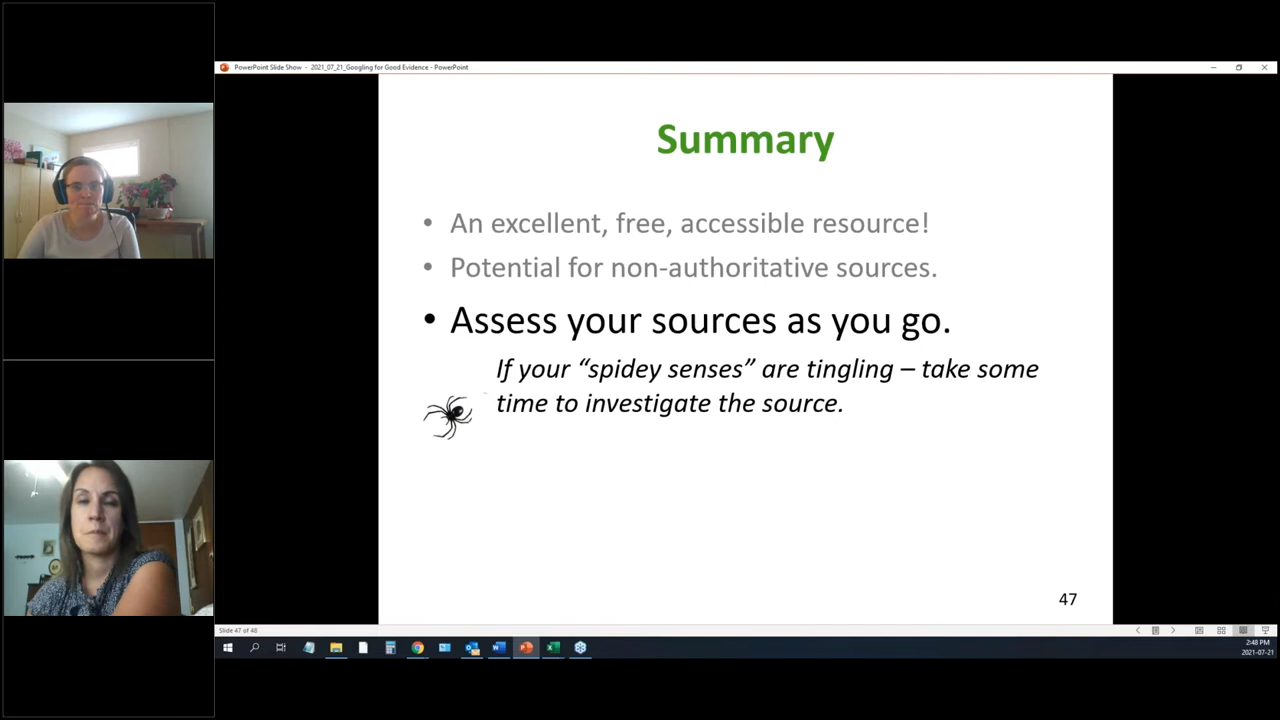 PowerPoint Slide Show - 2021_07_21_Googling for Good Evidence - PowerPoint
Summary
• An excellent, free, accessible resource!
• Potential for non-authoritative sources.
• Assess your sources as you go.
If your “spidey senses” are tingling – take some
time to investigate the source.
47
Slide 47 of 48
2:48 PM
2021-07-21